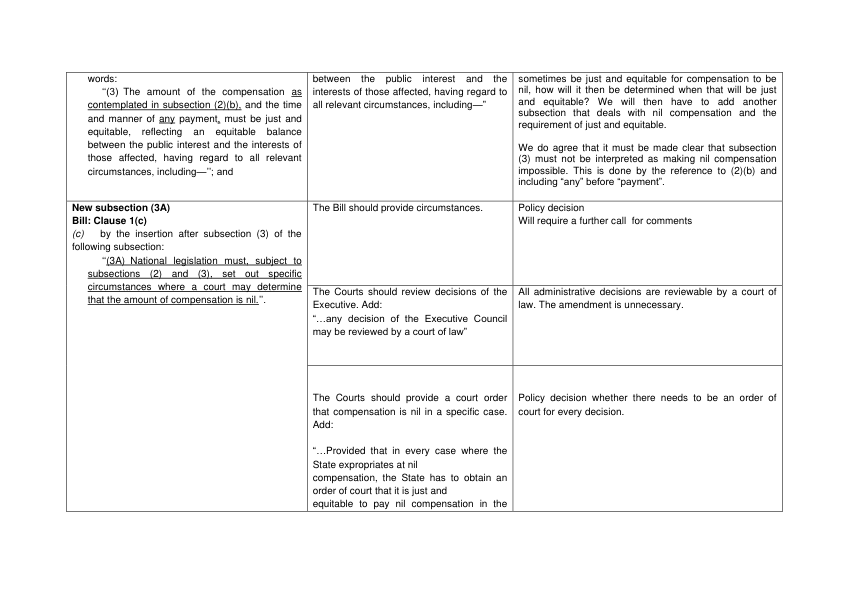 words:
“(3) The amount of the compensation as
contemplated in subsection (2)(b), and the time
and manner of any payment, must be just and
equitable, reflecting an equitable balance
between the public interest and the interests of
those affected, having regard to all relevant
circumstances, including—”; and
between the public interest and the
interests of those affected, having regard to
all relevant circumstances, including—”
sometimes be just and equitable for compensation to be
nil, how will it then be determined when that will be just
and equitable? We will then have to add another
subsection that deals with nil compensation and the
requirement of just and equitable.
We do agree that it must be made clear that subsection
(3) must not be interpreted as making nil compensation
impossible. This is done by the reference to (2)(b) and
including “any” before “payment”.
New subsection (3A)
Bill: Clause 1(c)
(c) by the insertion after subsection (3) of the
following subsection:
“(3A) National legislation must, subject to
subsections (2) and (3), set out specific
circumstances where a court may determine
that the amount of compensation is nil.”.
The Bill should provide circumstances.
Policy decision
Will require a further call for comments
The Courts should review decisions of the
Executive. Add:
“…any decision of the Executive Council
may be reviewed by a court of law”
All administrative decisions are reviewable by a court of
law. The amendment is unnecessary.
The Courts should provide a court order
that compensation is nil in a specific case.
Add:
“…Provided that in every case where the
State expropriates at nil
compensation, the State has to obtain an
order of court that it is just and
equitable to pay nil compensation in the
Policy decision whether there needs to be an order of
court for every decision.